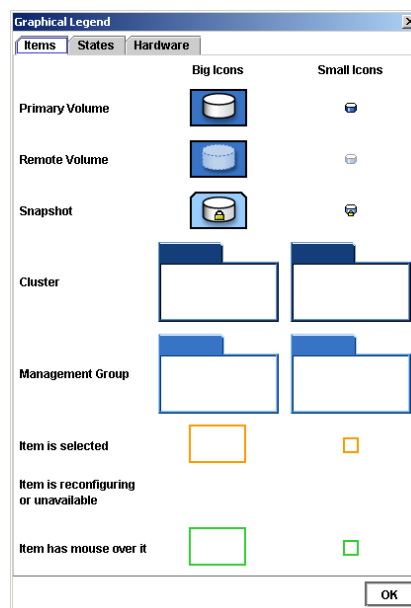 Graphical Legend
Items States Hardware
Big Icons Small Icons
Primary Volume
Remote Volume
Snapshot
Cluster
Management Group
Item is selected
Item is reconfiguring
or unavailable
Item has mouse over it
OK